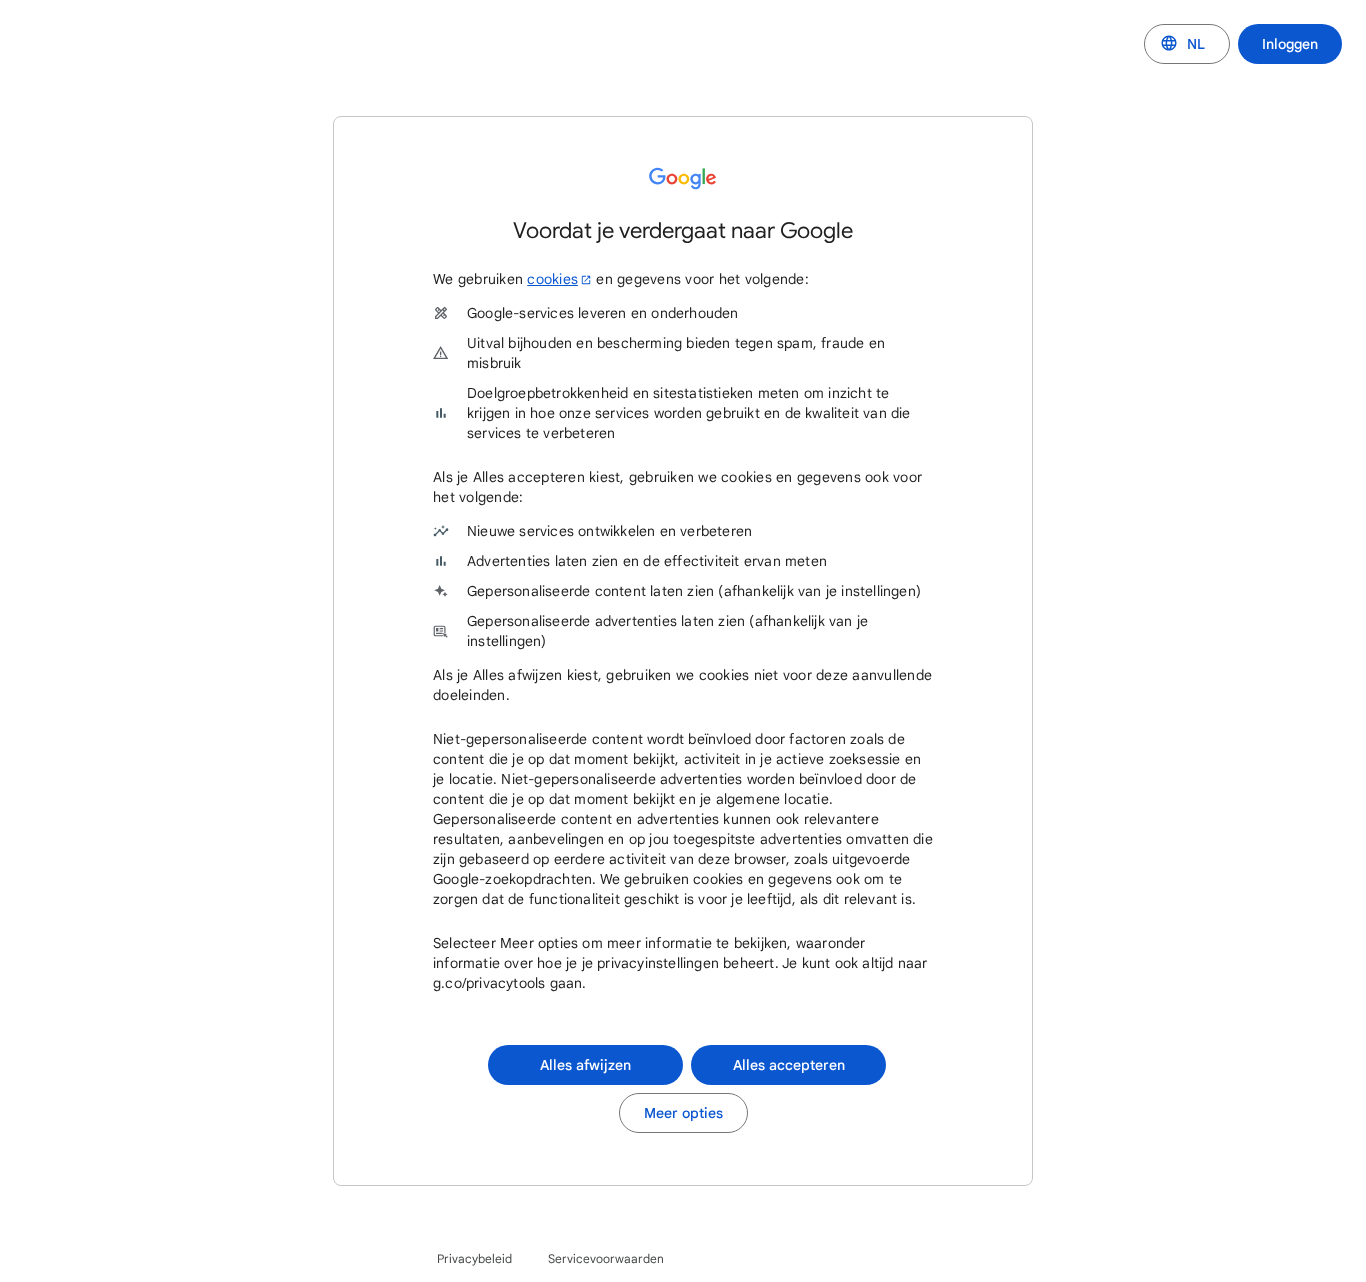 NL
Inloggen
Google
Voordat je verdergaat naar Google
We gebruiken cookies en gegevens voor het volgende:
Google-services leveren en onderhouden
Uitval bijhouden en bescherming bieden tegen spam, fraude en
misbruik
Doelgroepbetrokkenheid en sitestatistieken meten om inzicht te
krijgen in hoe onze services worden gebruikt en de kwaliteit van die
services te verbeteren
Als je Alles accepteren kiest, gebruiken we cookies en gegevens ook voor
het volgende:
Nieuwe services ontwikkelen en verbeteren
Advertenties laten zien en de effectiviteit ervan meten
Gepersonaliseerde content laten zien (afhankelijk van je instellingen)
Gepersonaliseerde advertenties laten zien (afhankelijk van je
instellingen)
Als je Alles afwijzen kiest, gebruiken we cookies niet voor deze aanvullende
doeleinden.
Niet-gepersonaliseerde content wordt beïnvloed door factoren zoals de
content die je op dat moment bekijkt, activiteit in je actieve zoeksessie en
je locatie. Niet-gepersonaliseerde advertenties worden beïnvloed door de
content die je op dat moment bekijkt en je algemene locatie.
Gepersonaliseerde content en advertenties kunnen ook relevantere
resultaten, aanbevelingen en op jou toegespitste advertenties omvatten die
zijn gebaseerd op eerdere activiteit van deze browser, zoals uitgevoerde
Google-zoekopdrachten. We gebruiken cookies en gegevens ook om te
zorgen dat de functionaliteit geschikt is voor je leeftijd, als dit relevant is.
Selecteer Meer opties om meer informatie te bekijken, waaronder
informatie over hoe je je privacyinstellingen beheert. Je kunt ook altijd naar
g.co/privacytools gaan.
Alles afwijzen
Alles accepteren
Meer opties
Privacybeleid
Servicevoorwaarden